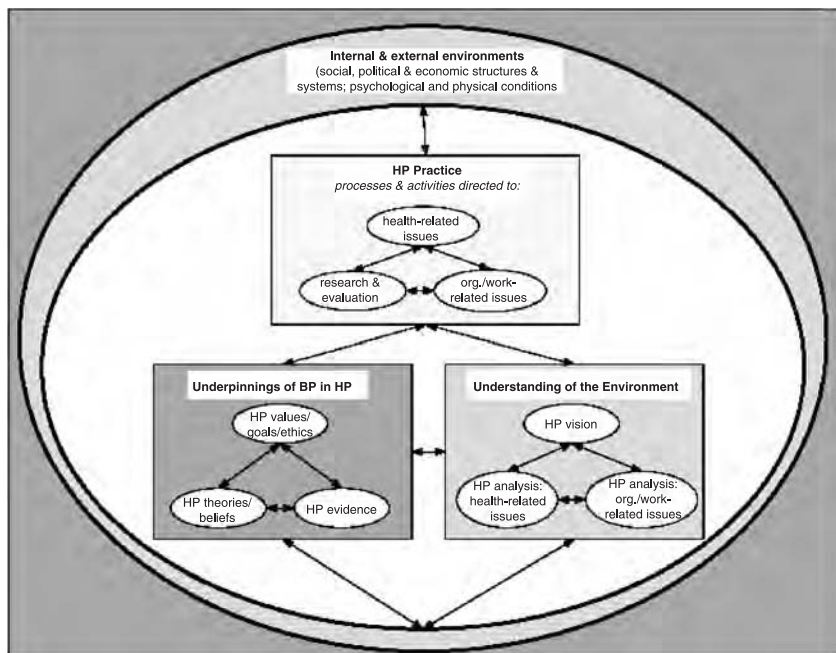 Internal & external environments
(social, political & economic structures &
systems; psychological and physical conditions
HP Practice
processes & activities directed to:
health-related
issues
research &
evaluation
org./work-
related issues
Underpinnings of BP in HP
HP values/
goals/ethics
HP theories/
beliefs
HP evidence
Understanding of the Environment
HP vision
HP analysis:
health-related
issues
HP analysis:
org./work-
related issues